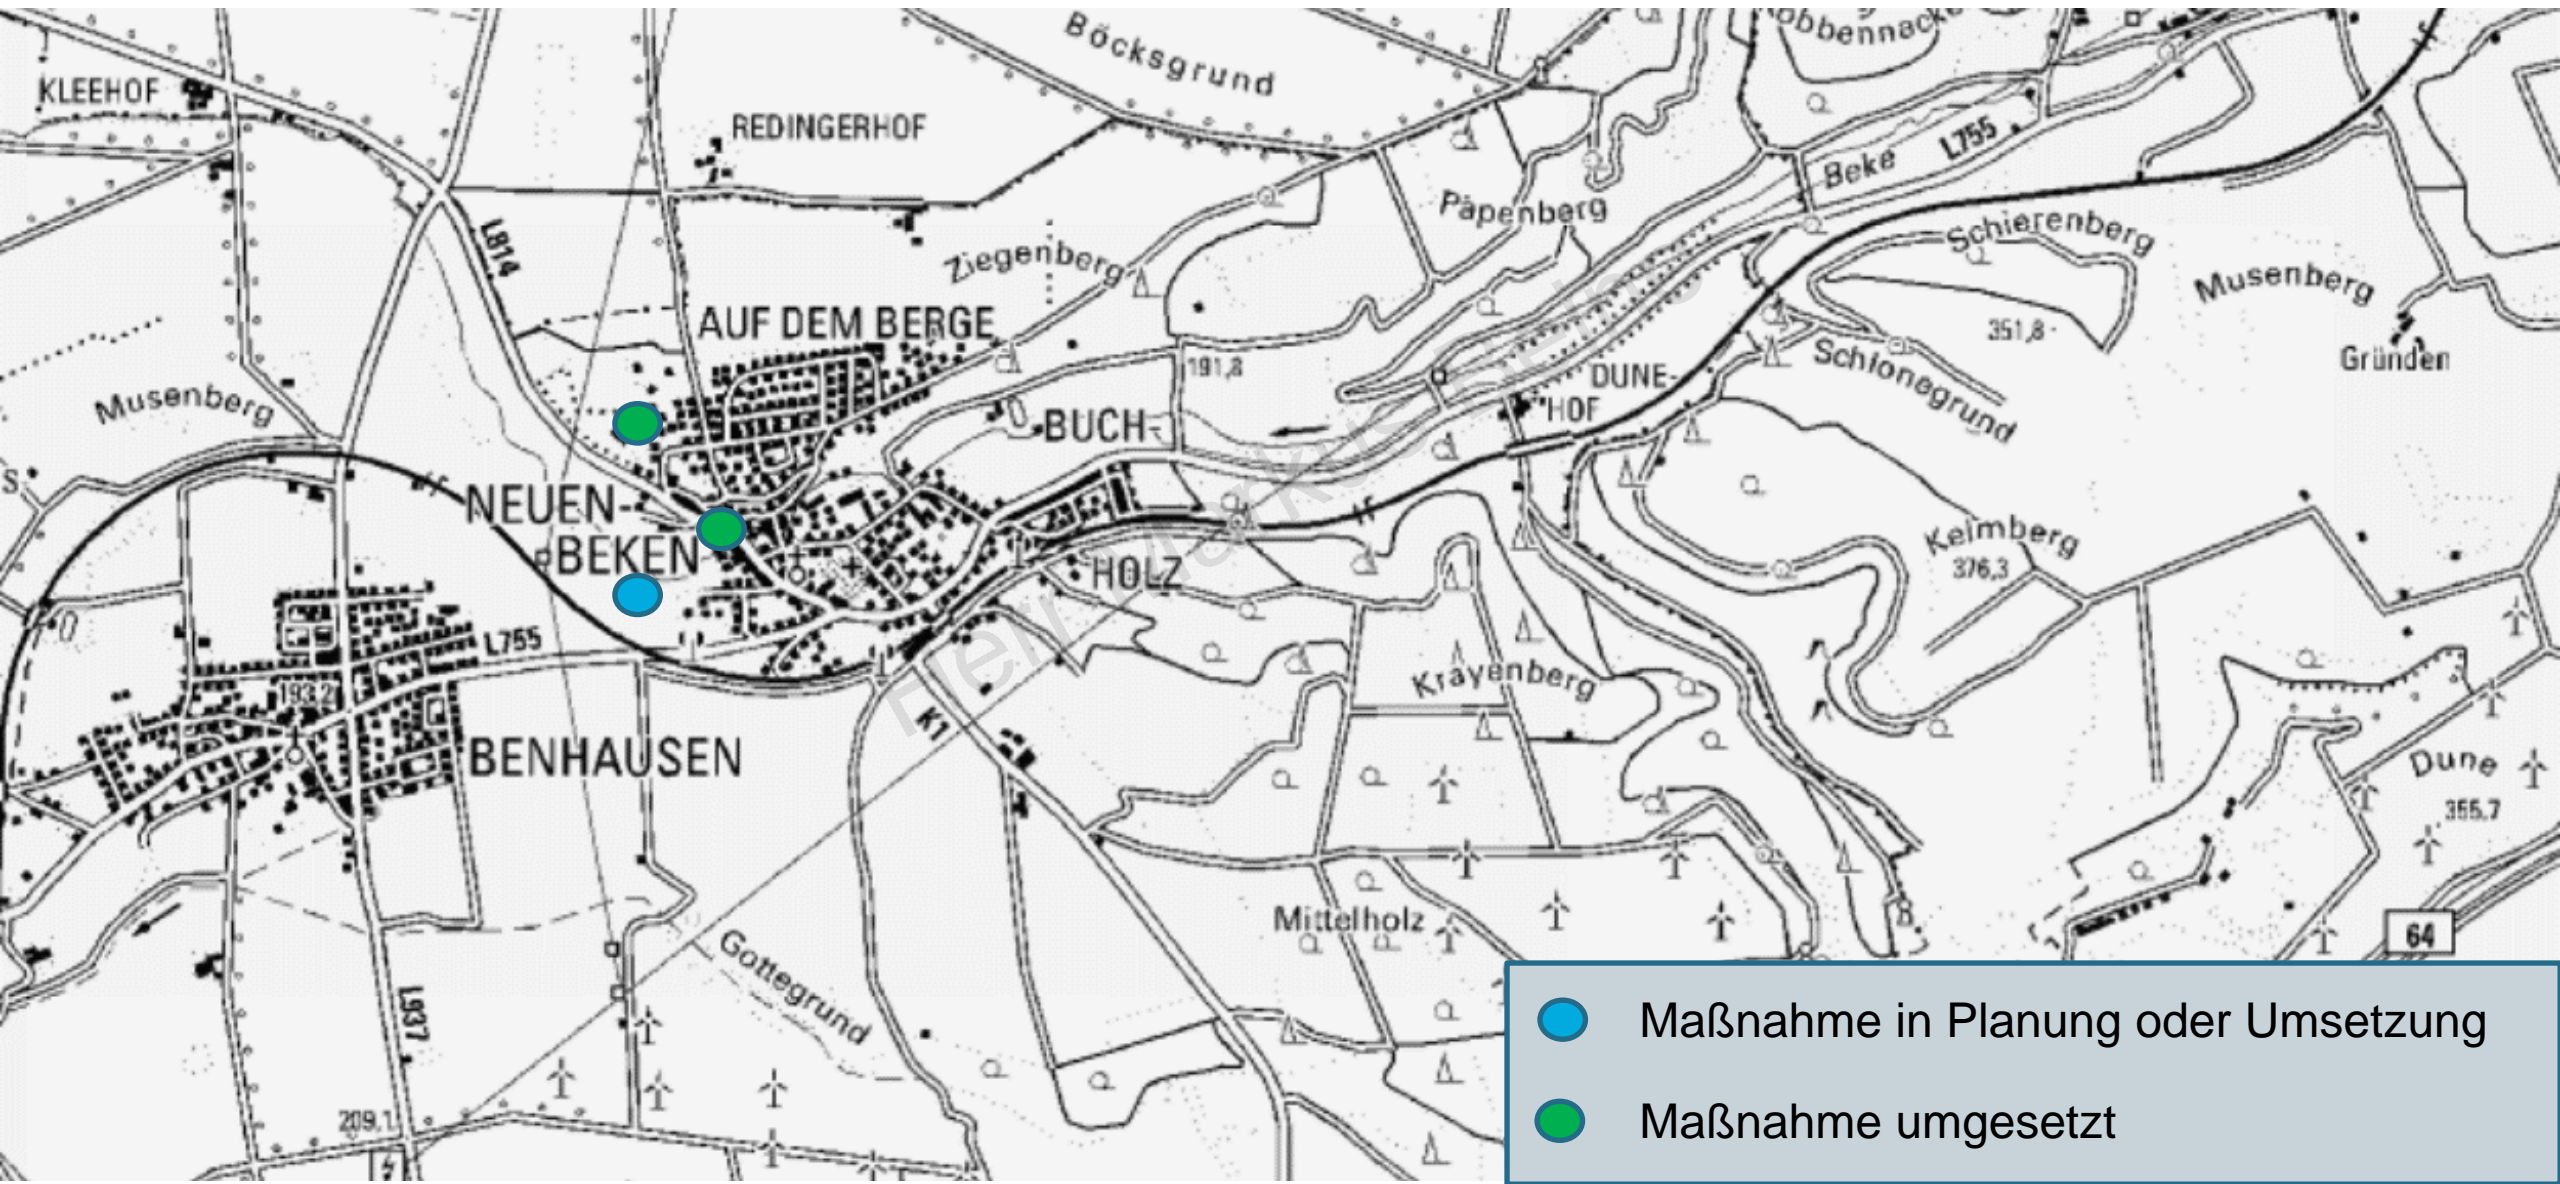 Böcksgrund
KLEEHOF
REDINGERHOF
L755
Beke
Papenberg
L814
Schierenberg
Ziegenberg
Musenberg
AUF DEM BERGE
351,8
Gründen
191,8
Schlonegrund
DUNE-
HOF
Musenberg
BUCH-
NEUEN-
BEKEN
Keimberg
376,3
HOLZ
L755
Krayenberg
193,2
K1
BENHAUSEN
Dune
355,7
Mittelholz
64
Gottegrund
L937
209,1
Maßnahme in Planung oder Umsetzung
Maßnahme umgesetzt